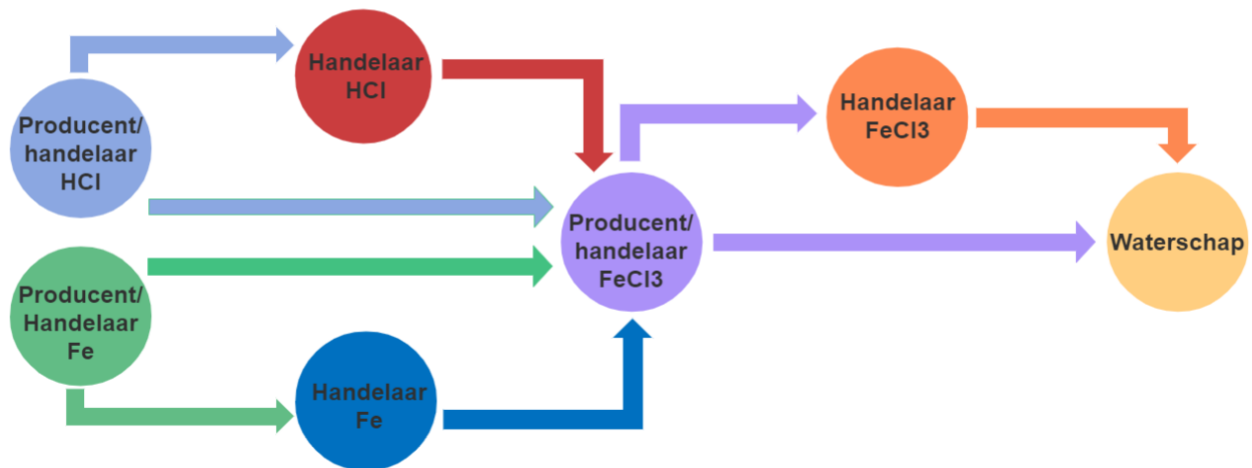 Producent/
handelaar
HCl
Handelaar
HCl
Producent/
Handelaar
Fe
Handelaar
Fe
Producent/
handelaar
FeCl3
Handelaar
FeCl3
Waterschap